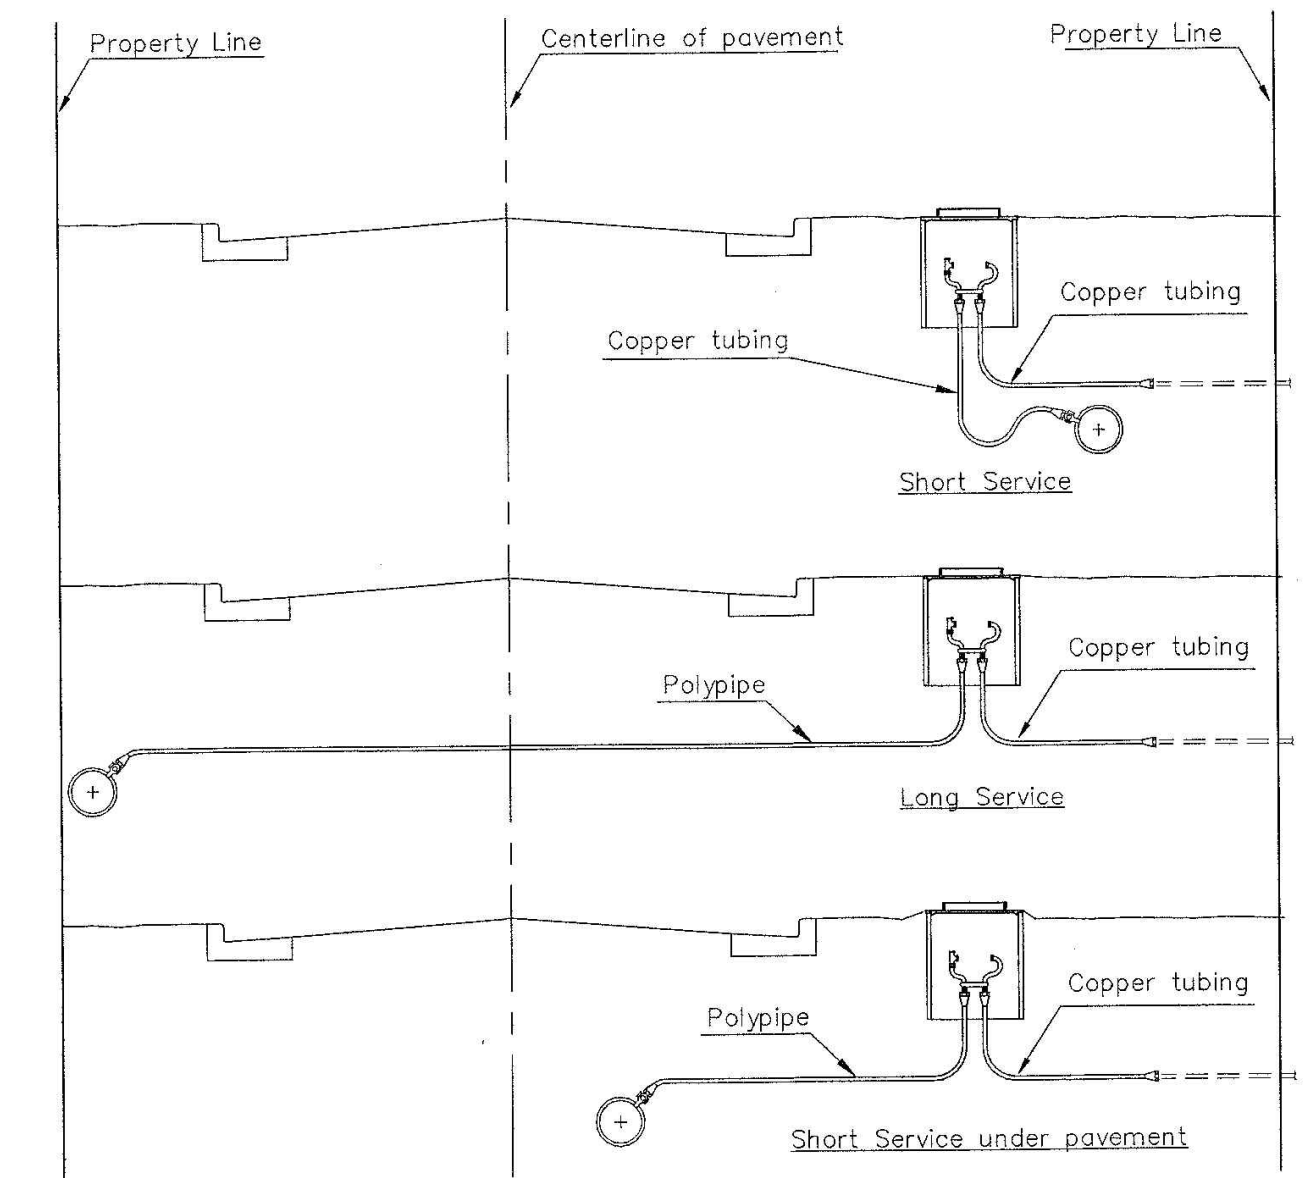 Property Line
Centerline of pavement
Property Line
Copper tubing
Copper tubing
Short Service
Copper tubing
Polypipe
Long Service
Copper tubing
Polypipe
Short Service under pavement